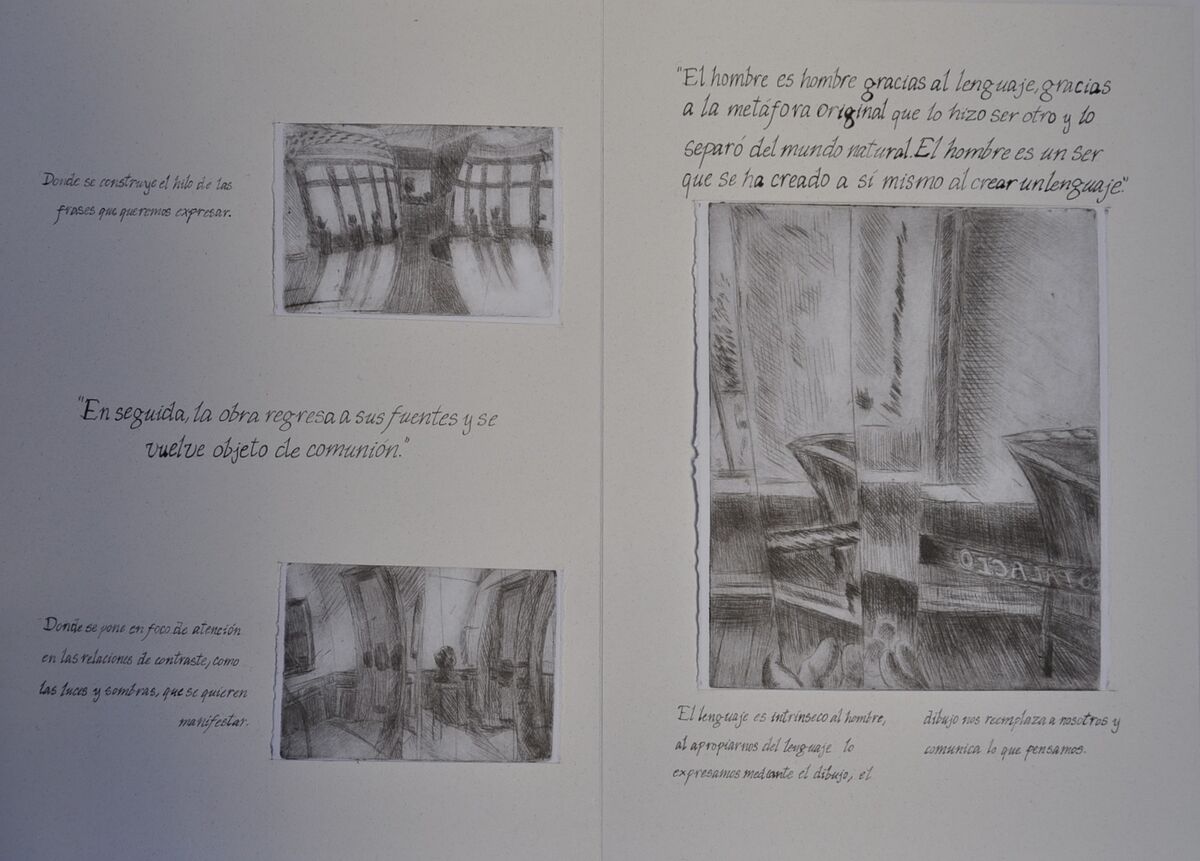 Donde se construye el hilo de las
frases que queremos expresar.
"En seguida, la obra regresa a sus fuentes y se
vuelve objeto de comunión."
Donde se pone en foco de atención
en las relaciones de contraste, como
las luces y sombras, que se quieren
manifestar.
"El hombre es hombre gracias al lenguaje, gracias
a la metáfora original que lo hizo ser otro y lo
separó del mundo natural. El hombre es un ser
que se ha creado a sí mismo al crear un lenguaje."
PALACIO
El lenguaje es intrínseco al hombre,
al apropiarnos del lenguaje lo
expresamos mediante el dibujo, el
dibujo nos reemplaza a nosotros y
comunica lo que pensamos.